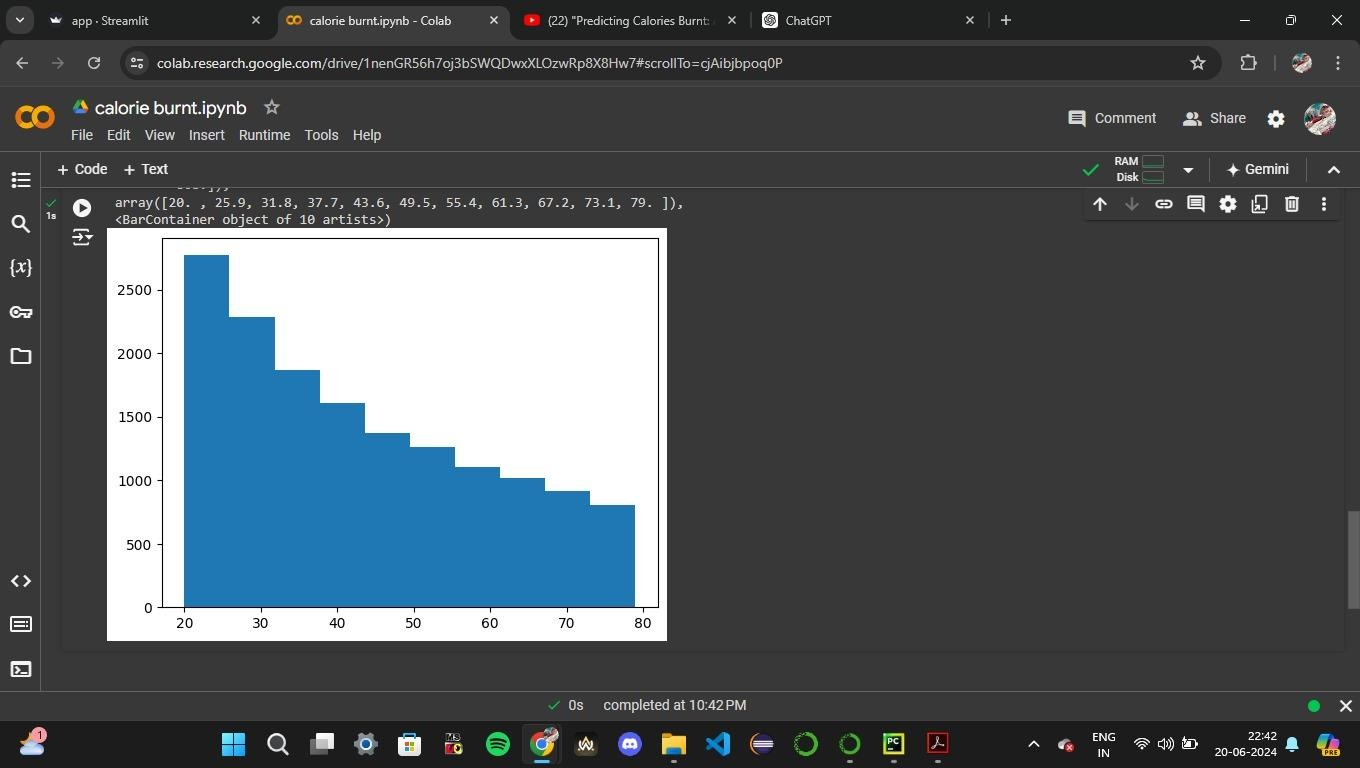 app · Streamlit
calorie burnt.ipynb - Colab
(22) "Predicting Calories Burnt:
ChatGPT
colab.research.google.com/drive/1nenGR56h7oj3bSWQDwxXLOzwRp8X8Hw7#scrollTo=cjAibjbpoq0P
calorie burnt.ipynb
Comment
Share
File Edit View Insert Runtime Tools Help
+ Code + Text
RAM
Disk
Gemini
1s
array([20. , 25.9, 31.8, 37.7, 43.6, 49.5, 55.4, 61.3, 67.2, 73.1, 79. ]),
<BarContainer object of 10 artists>)
{x}
2500
2000
1500
1000
500
0
20 30 40 50 60 70 80
0s completed at 10:42 PM
1
PC
PRE
ENG
IN
22:42
20-06-2024